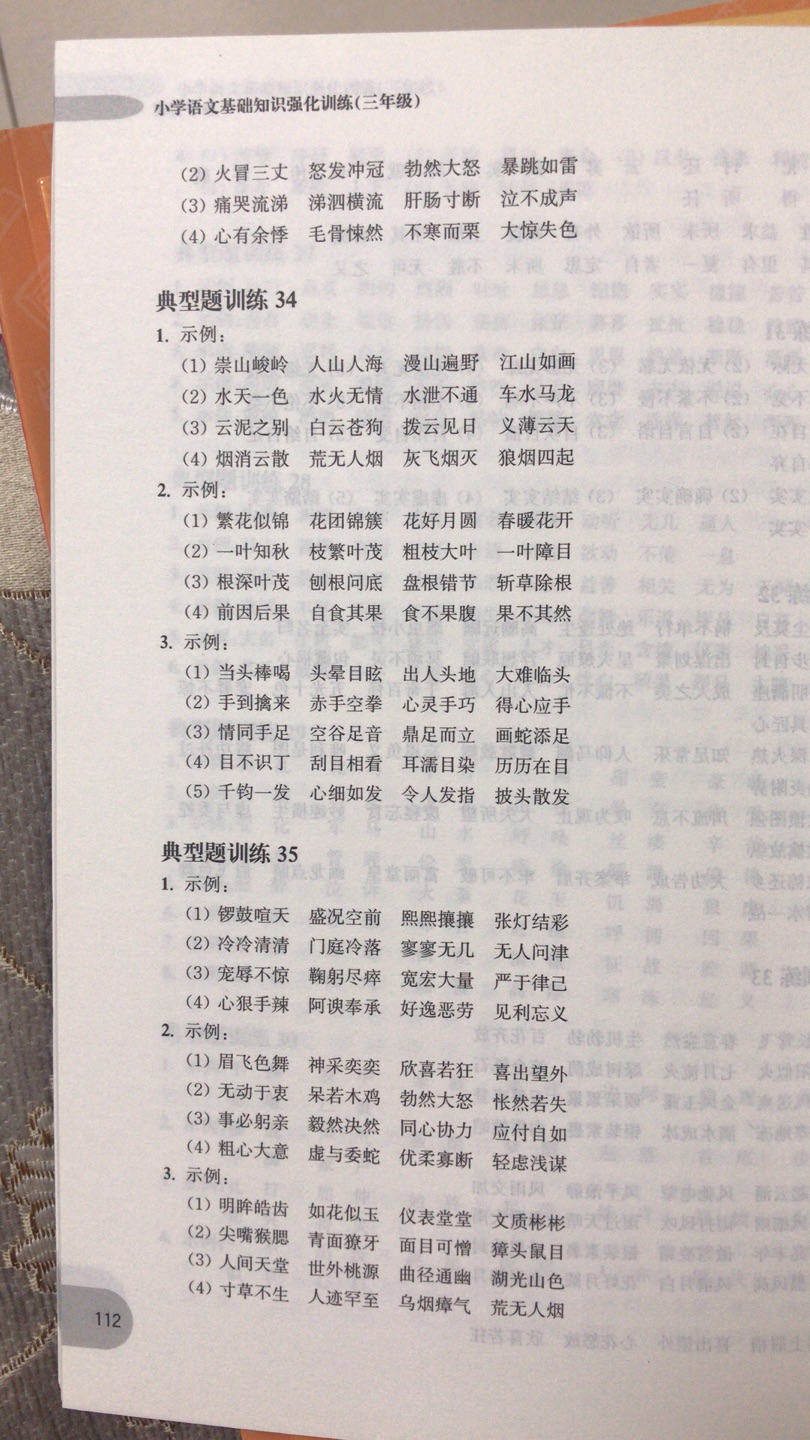 小学语文基础知识强化训练(三年级)
(2) 火冒三丈 怒发冲冠 勃然大怒 暴跳如雷
(3) 痛哭流涕 涕泗横流 肝肠寸断 泣不成声
(4) 心有余悸 毛骨悚然 不寒而栗 大惊失色
典型题训练 34
1. 示例：
(1) 崇山峻岭 人山人海 漫山遍野 江山如画
(2) 水天一色 水火无情 水泄不通 车水马龙
(3) 云泥之别 白云苍狗 拨云见日 义薄云天
(4) 烟消云散 荒无人烟 灰飞烟灭 狼烟四起
2. 示例：
(1) 繁花似锦 花团锦簇 花好月圆 春暖花开
(2) 一叶知秋 枝繁叶茂 粗枝大叶 一叶障目
(3) 根深叶茂 刨根问底 盘根错节 斩草除根
(4) 前因后果 自食其果 食不果腹 果不其然
3. 示例：
(1) 当头棒喝 头晕目眩 出人头地 大难临头
(2) 手到擒来 赤手空拳 心灵手巧 得心应手
(3) 情同手足 空谷足音 鼎足而立 画蛇添足
(4) 目不识丁 刮目相看 耳濡目染 历历在目
(5) 千钧一发 心细如发 令人发指 披头散发
典型题训练 35
1. 示例：
(1) 锣鼓喧天 盛况空前 熙熙攘攘 张灯结彩
(2) 冷冷清清 门庭冷落 寥寥无几 无人问津
(3) 宠辱不惊 鞠躬尽瘁 宽宏大量 严于律己
(4) 心狠手辣 阿谀奉承 好逸恶劳 见利忘义
2. 示例：
(1) 眉飞色舞 神采奕奕 欣喜若狂 喜出望外
(2) 无动于衷 呆若木鸡 勃然大怒 怅然若失
(3) 事必躬亲 毅然决然 同心协力 应付自如
(4) 粗心大意 虚与委蛇 优柔寡断 轻虑浅谋
3. 示例：
(1) 明眸皓齿 如花似玉 仪表堂堂 文质彬彬
(2) 尖嘴猴腮 青面獠牙 面目可憎 獐头鼠目
(3) 人间天堂 世外桃源 曲径通幽 湖光山色
(4) 寸草不生 人迹罕至 乌烟瘴气 荒无人烟
112